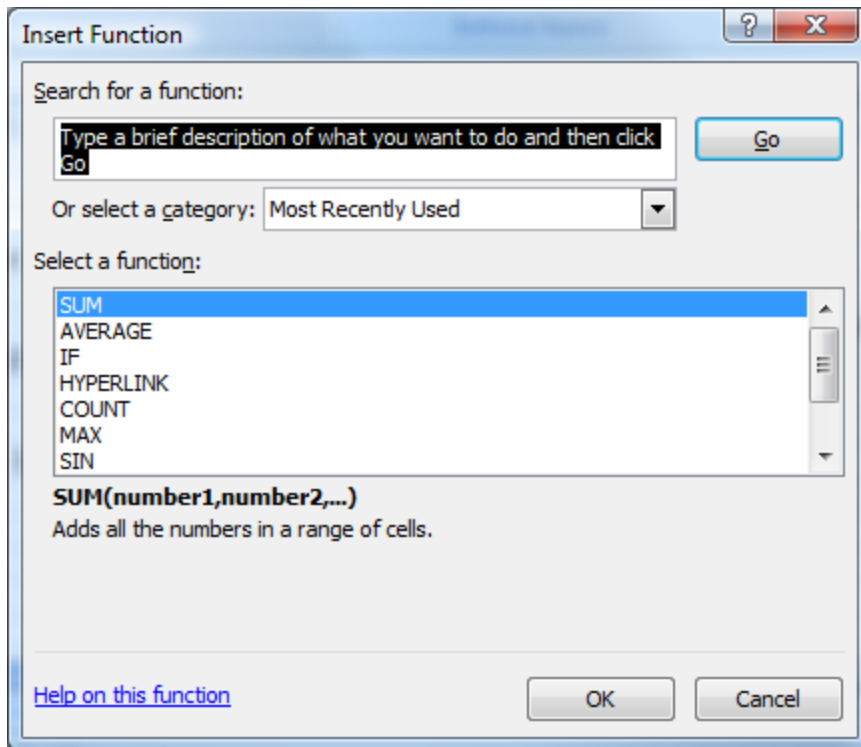 Insert Function
?
X
Search for a function:
Type a brief description of what you want to do and then click
Go
Go
Or select a category: Most Recently Used
Select a function:
SUM
AVERAGE
IF
HYPERLINK
COUNT
MAX
SIN
SUM(number1,number2,...)
Adds all the numbers in a range of cells.
Help on this function
OK
Cancel